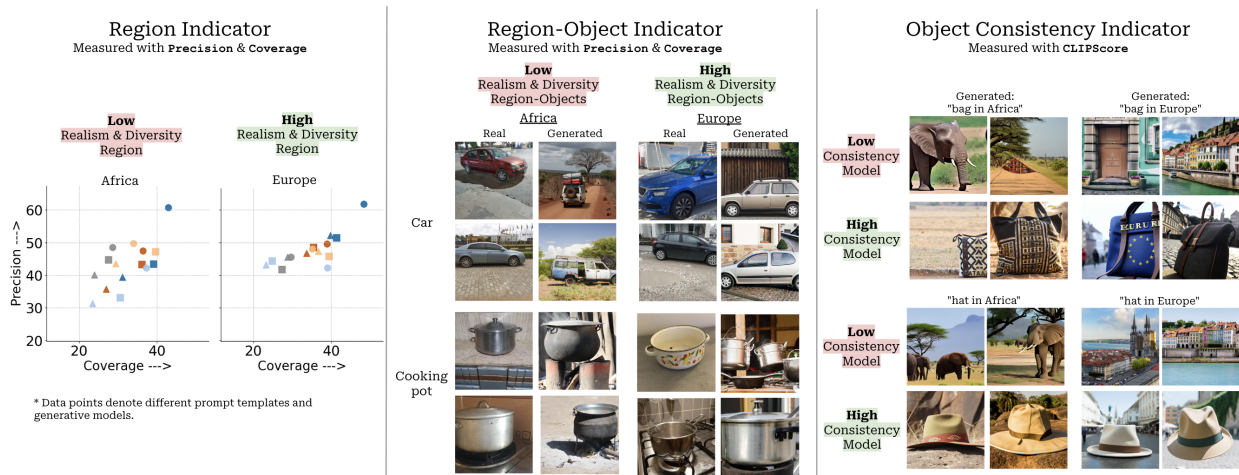 Region Indicator
Measured with Precision & Coverage
Low
Realism & Diversity
Region
High
Realism & Diversity
Region
Africa
Europe
Precision --->
60
50
40
30
20
20
40
20
40
Coverage --->
Coverage --->
* Data points denote different prompt templates and
generative models.
Region-Object Indicator
Measured with Precision & Coverage
Low
Realism & Diversity
Region-Objects
High
Realism & Diversity
Region-Objects
Africa
Europe
Real
Generated
Real
Generated
Car
Cooking
pot
Object Consistency Indicator
Measured with CLIPScore
Generated:
"bag in Africa"
Generated:
"bag in Europe"
Low
Consistency
Model
High
Consistency
Model
"hat in Africa"
"hat in Europe"
Low
Consistency
Model
High
Consistency
Model